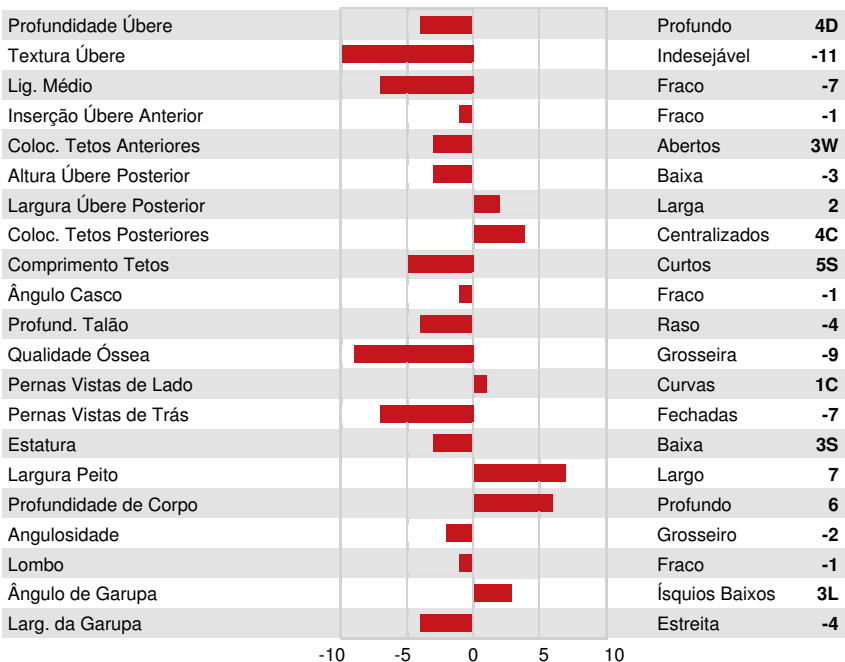 Profundidade Úbere Profundo 4D
Textura Úbere Indesejável -11
Lig. Médio Fraco -7
Inserção Úbere Anterior Fraco -1
Coloc. Tetos Anteriores Abertos 3W
Altura Úbere Posterior Baixa -3
Largura Úbere Posterior Larga 2
Coloc. Tetos Posteriores Centralizados 4C
Comprimento Tetos Curtos 5S
Ângulo Casco Fraco -1
Profund. Talão Raso -4
Qualidade Óssea Grosseira -9
Pernas Vistas de Lado Curvas 1C
Pernas Vistas de Trás Fechadas -7
Estatura Baixa 3S
Largura Peito Largo 7
Profundidade de Corpo Profundo 6
Angulosidade Grosseiro -2
Lombo Fraco -1
Ângulo de Garupa Ísquios Baixos 3L
Larg. da Garupa Estreita -4
-10 -5 0 5 10